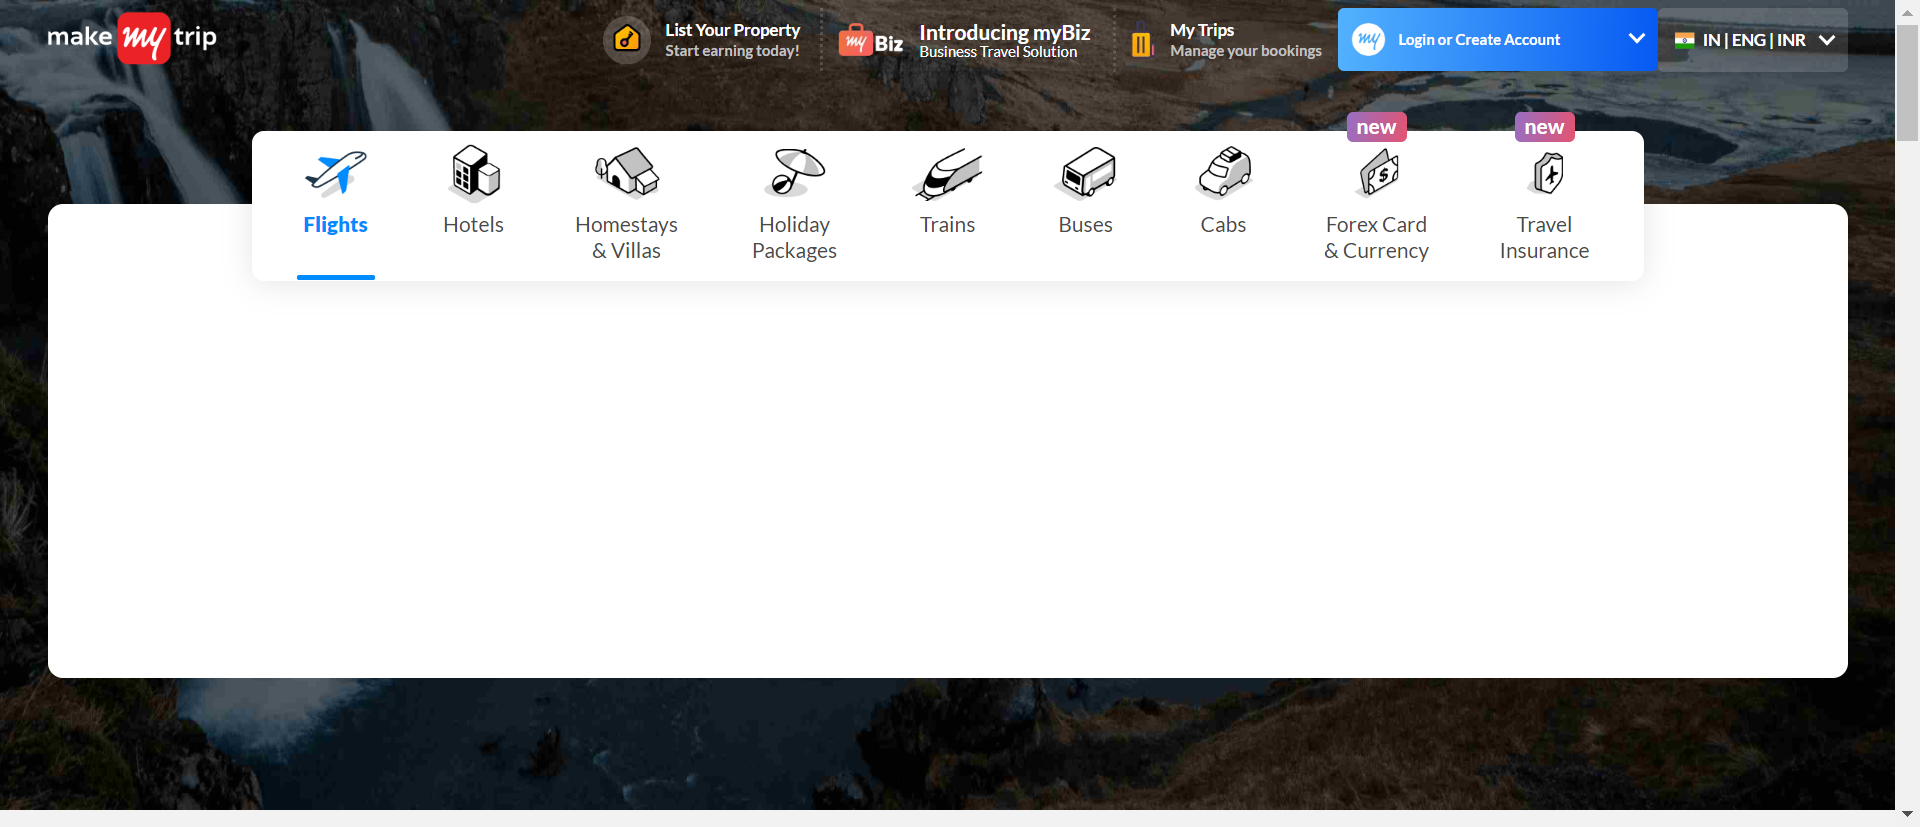 make my trip
List Your Property
Start earning today!
my Biz
Introducing myBiz
Business Travel Solution
My Trips
Manage your bookings
my
Login or Create Account
IN | ENG | INR
new
new
Flights
Hotels
Homestays
& Villas
Holiday
Packages
Trains
Buses
Cabs
Forex Card
& Currency
Travel
Insurance